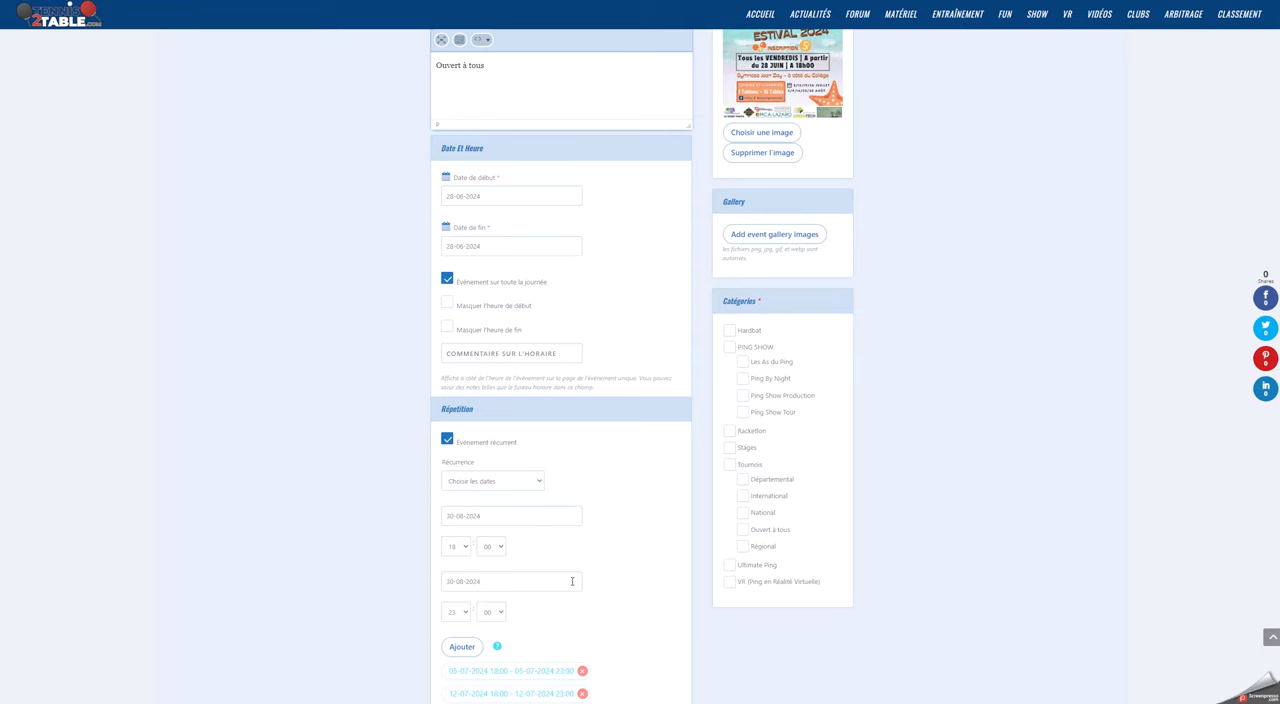 TENNIS
2TABLE.COM
ACCUEIL ACTUALITÉS FORUM MATÉRIEL ENTRAÎNEMENT FUN SHOW VR VIDÉOS CLUBS ARBITRAGE CLASSEMENT
Ouvert à tous
P
Date Et Heure
Date de début *
28-06-2024
Date de fin *
28-06-2024
Évènement sur toute la journée
Masquer l'heure de début
Masquer l'heure de fin
COMMENTAIRE SUR L'HORAIRE
Affiché à côté de l'heure de l'événement sur la page de l'événement unique. Vous pouvez
saisir des notes telles que le fuseau horaire dans ce champ.
Répetition
Événement récurrent
Récurrence
Choisir les dates
30-08-2024
18 : 00
30-08-2024
23 : 00
Ajouter ?
05-07-2024 18:00 - 05-07-2024 23:00
12-07-2024 18:00 - 12-07-2024 23:00
ESTIVAL 2024
INSCRIPTION 5
Tous les VENDREDIS | A partir
du 28 JUIN | A 18h00
Choisir une image
Supprimer l'image
Gallery
Add event gallery images
les fichiers png, jpg, gif, et webp sont
autorisés.
Catégories *
Hardbat
PING SHOW
Les As du Ping
Ping By Night
Ping Show Production
Ping Show Tour
Racketlon
Stages
Tournois
Départemental
International
National
Ouvert à tous
Régional
Ultimate Ping
VR (Ping en Réalité Virtuelle)
0
Shares
0
0
0
0
Screenpresso
.com